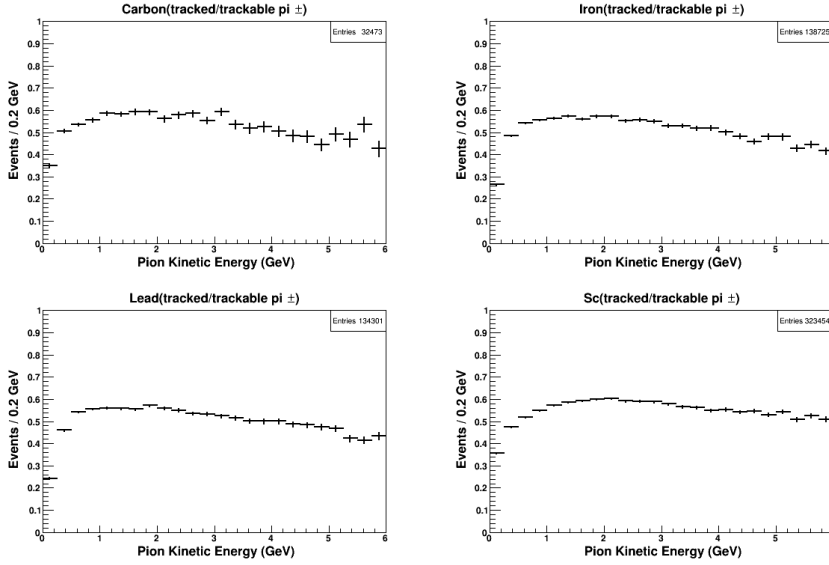 Carbon(tracked/trackable pi ±)
Entries 32473
Events / 0.2 GeV
1
0.9
0.8
0.7
0.6
0.5
0.4
0.3
0.2
0.1
0
0 1 2 3 4 5 6
Pion Kinetic Energy (GeV)
Iron(tracked/trackable pi ±)
Entries 138725
Events / 0.2 GeV
1
0.9
0.8
0.7
0.6
0.5
0.4
0.3
0.2
0.1
0
0 1 2 3 4 5
Pion Kinetic Energy (GeV)
Lead(tracked/trackable pi ±)
Entries 134301
Events / 0.2 GeV
1
0.9
0.8
0.7
0.6
0.5
0.4
0.3
0.2
0.1
0
0 1 2 3 4 5 6
Pion Kinetic Energy (GeV)
Sc(tracked/trackable pi ±)
Entries 323454
Events / 0.2 GeV
1
0.9
0.8
0.7
0.6
0.5
0.4
0.3
0.2
0.1
0
0 1 2 3 4 5
Pion Kinetic Energy (GeV)